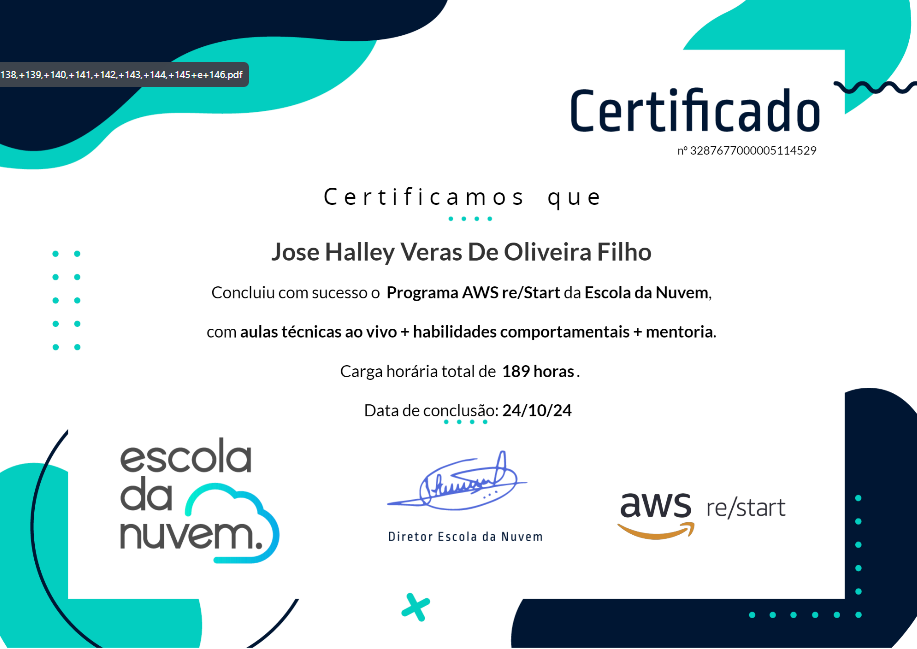 138,+139,+140,+141,+142,+143,+144,+145+e+146.pdf
Certificado
nº 3287677000005114529
Certificamos que
Jose Halley Veras De Oliveira Filho
Concluiu com sucesso o Programa AWS re/Start da Escola da Nuvem,
com aulas técnicas ao vivo + habilidades comportamentais + mentoria.
Carga horária total de 189 horas.
Data de conclusão: 24/10/24
escola
da
nuvem.
Diretor Escola da Nuvem
aws re/start